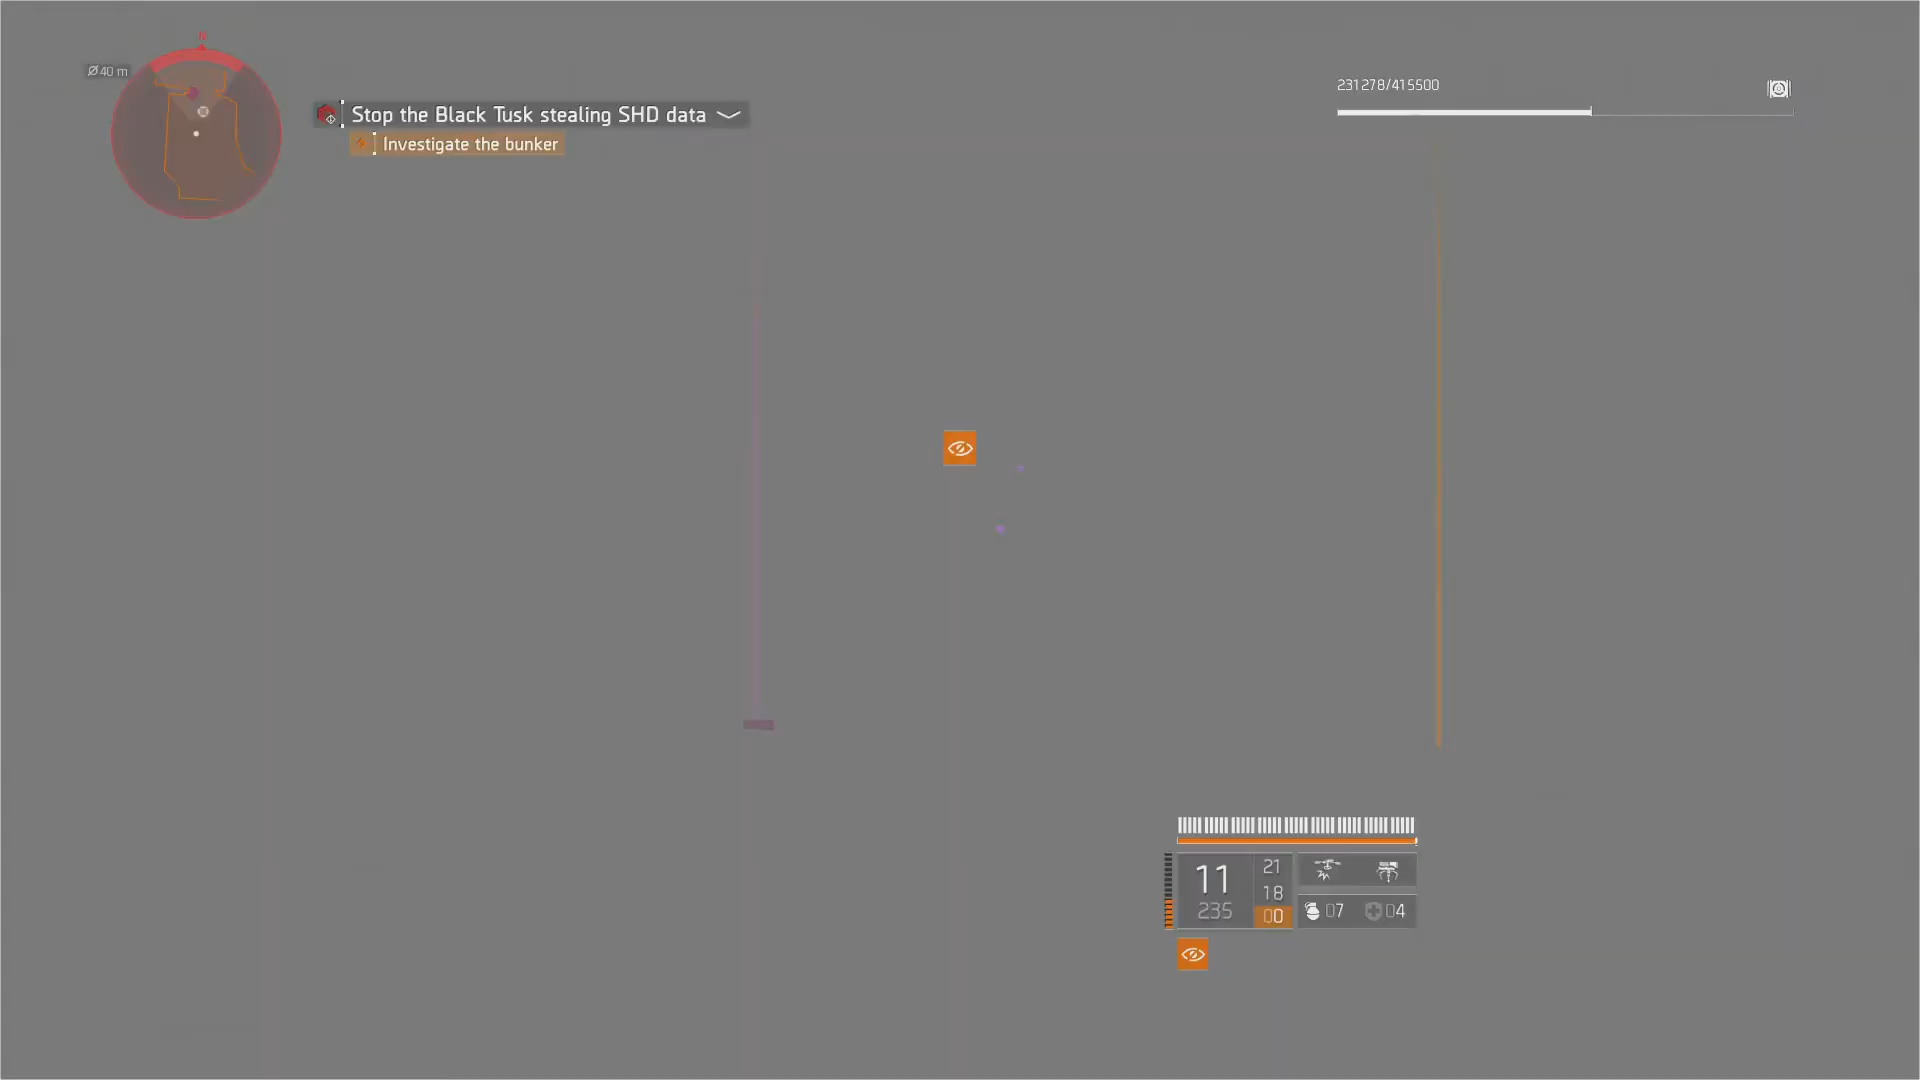 N
Ø40 m
231278/415500
Stop the Black Tusk stealing SHD data
Investigate the bunker
11
235
21
18
00
07
04